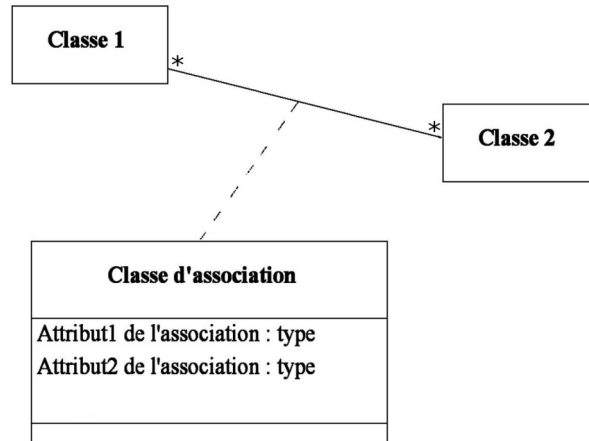 Classe 1
*
*
Classe 2
Classe d'association
Attribut1 de l'association : type
Attribut2 de l'association : type